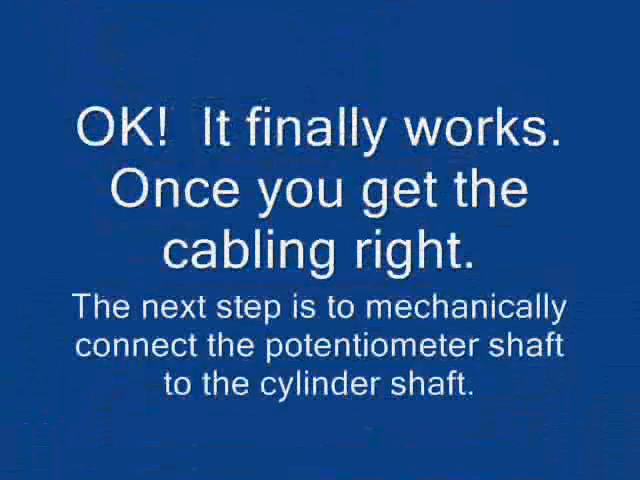 OK!  It finally works.
Once you get the
cabling right.
The next step is to mechanically
connect the potentiometer shaft
to the cylinder shaft.